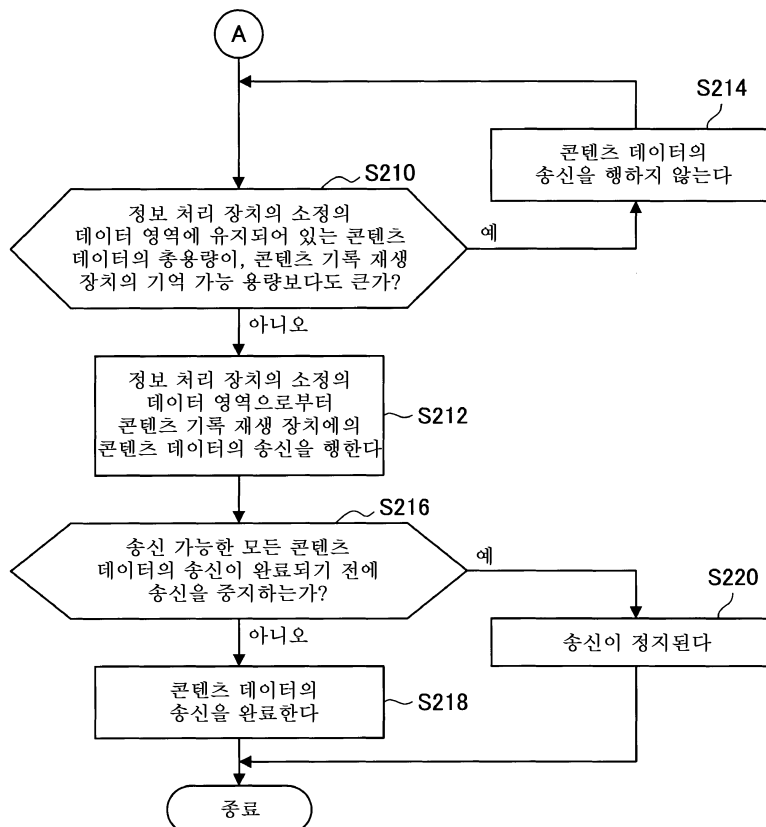 A
S214
콘텐츠 데이터의
송신을 행하지 않는다
S210
정보 처리 장치의 소정의
데이터 영역에 유지되어 있는 콘텐츠
데이터의 총용량이, 콘텐츠 기록 재생
장치의 기억 가능 용량보다도 큰가?
예
아니오
정보 처리 장치의 소정의
데이터 영역으로부터
콘텐츠 기록 재생 장치에의
콘텐츠 데이터의 송신을 행한다
S212
S216
송신 가능한 모든 콘텐츠
데이터의 송신이 완료되기 전에
송신을 중지하는가?
예
S220
송신이 정지된다
아니오
콘텐츠 데이터의
송신을 완료한다
S218
종료